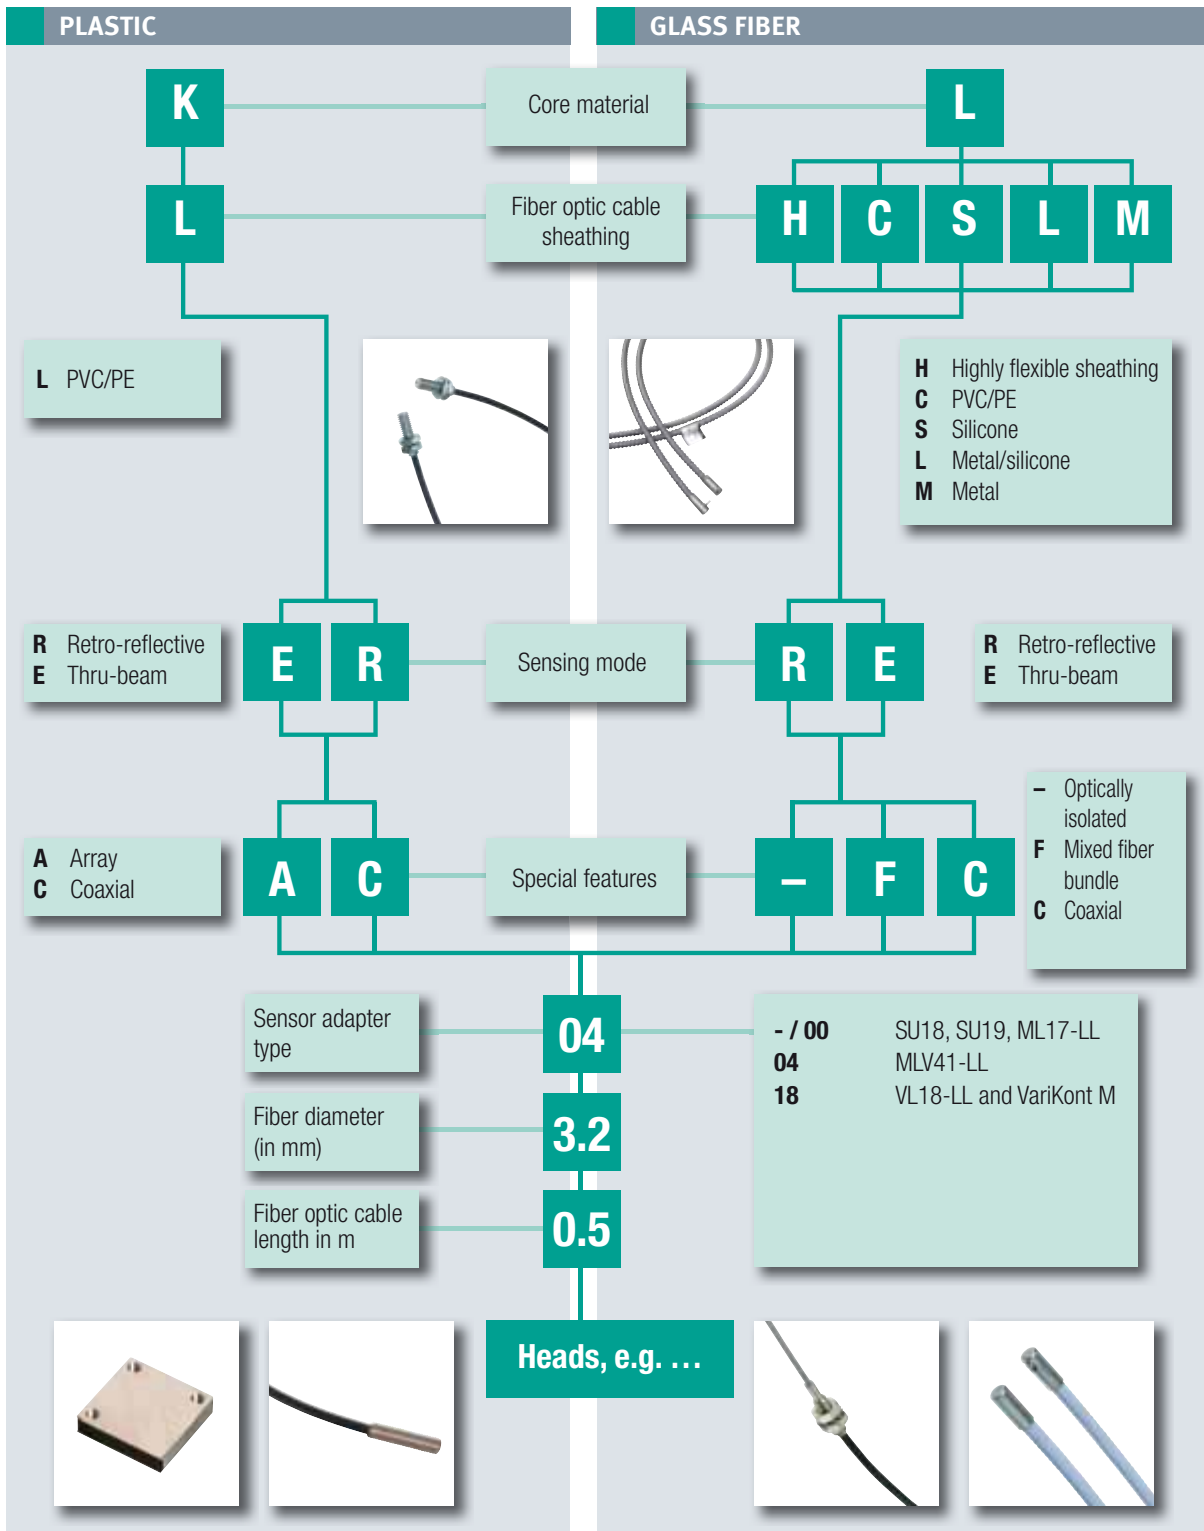 PLASTIC
GLASS FIBER
K
Core material
L
L
Fiber optic cable
sheathing
H C S L M
L PVC/PE
H Highly flexible sheathing
C PVC/PE
S Silicone
L Metal/silicone
M Metal
R Retro-reflective
E Thru-beam
E R
Sensing mode
R E
R Retro-reflective
E Thru-beam
A Array
C Coaxial
A C
Special features
– F C
– Optically
isolated
F Mixed fiber
bundle
C Coaxial
Sensor adapter
type
04
- / 00 SU18, SU19, ML17-LL
04 MLV41-LL
18 VL18-LL and VariKont M
Fiber diameter
(in mm)
3.2
Fiber optic cable
length in m
0.5
Heads, e.g. ...